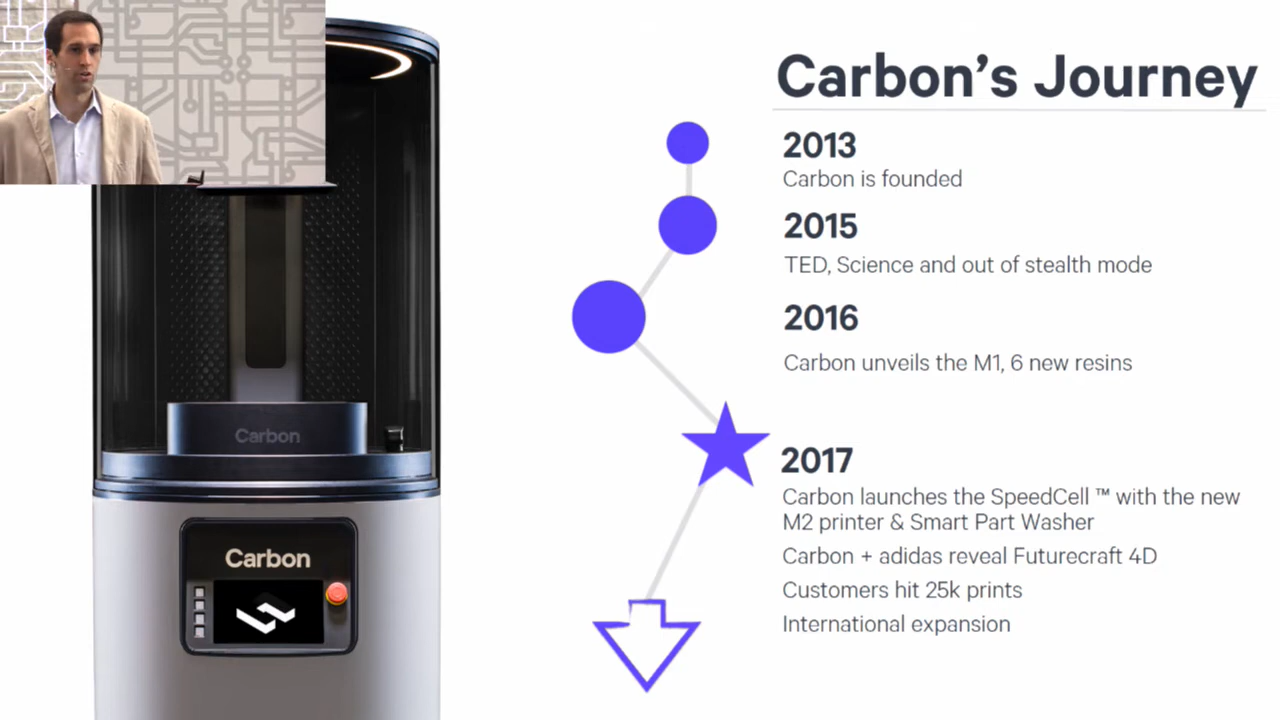 Carbon's Journey
2013
Carbon is founded
2015
TED, Science and out of stealth mode
2016
Carbon unveils the M1, 6 new resins
2017
Carbon launches the SpeedCell ™ with the new
M2 printer & Smart Part Washer
Carbon + adidas reveal Futurecraft 4D
Customers hit 25k prints
International expansion
Carbon
Carbon